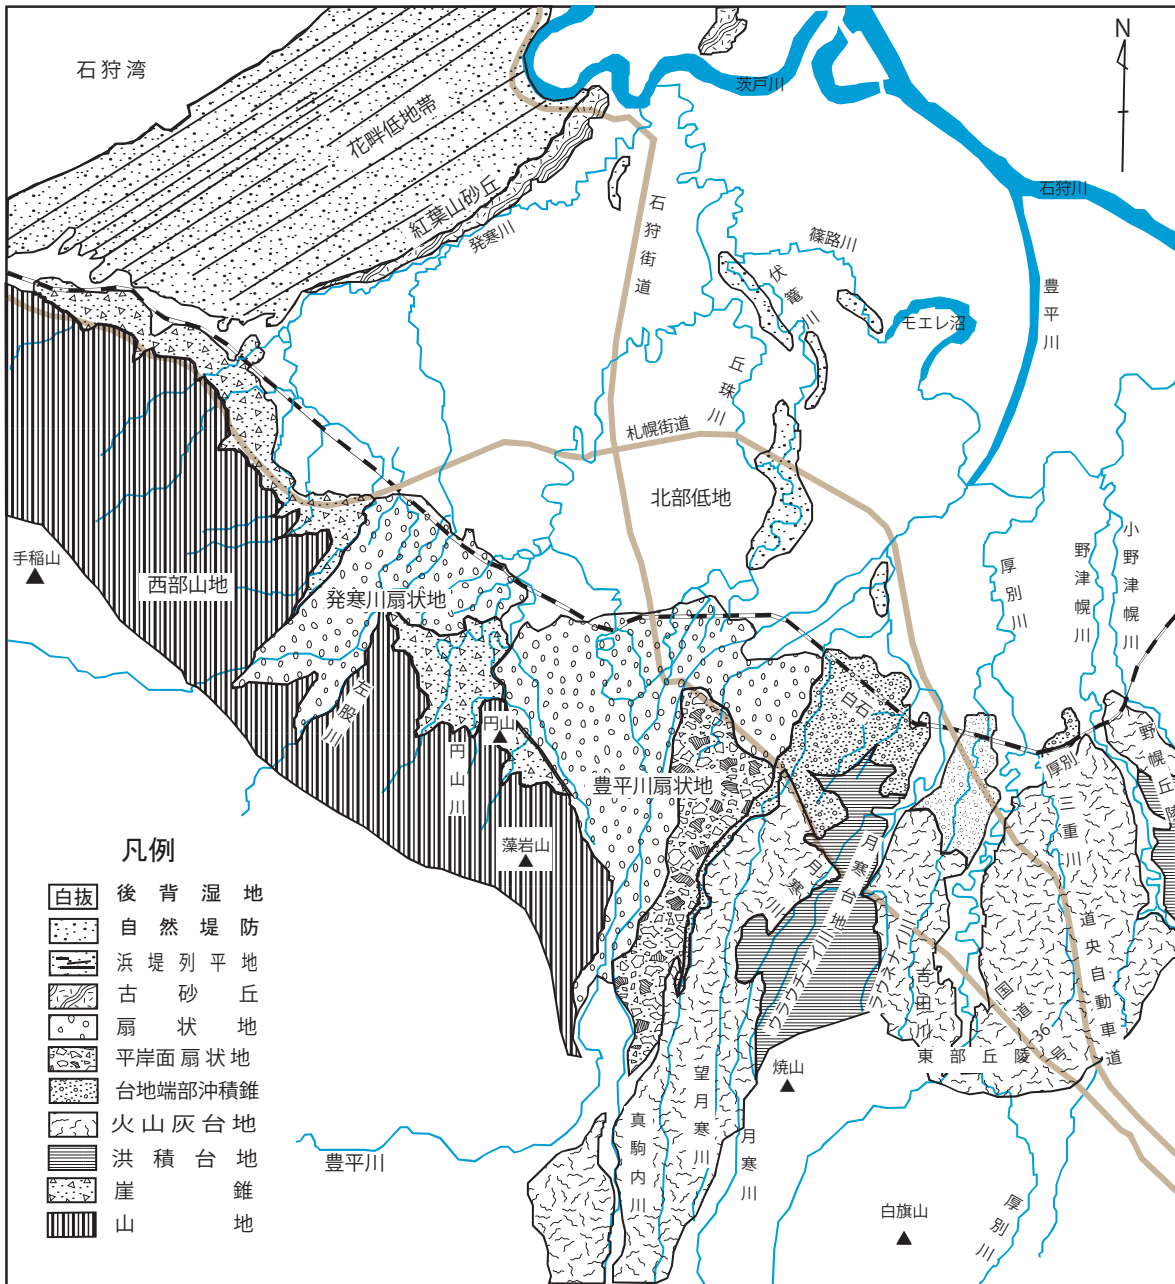 石狩湾
N
茨戸川
花畔低地帯
石狩川
紅葉山砂丘
発寒川
石狩街道
篠路川
伏篭川
豊平川
モエレ沼
丘珠川
札幌街道
北部低地
手稲山
西部山地
発寒川扇状地
厚別川
野津幌川
小野津幌川
円山
円山川
白石
厚別
野幌丘陵
豊平川扇状地
三重川
藻岩山
月寒台地
ウラウチナイ川
ラウネナイ川
吉田川
国道36号
道央自動車道
東部丘陵
焼山
望月寒川
月寒川
真駒内川
豊平川
白旗山
厚別川
凡例
白抜 後背湿地
自然堤防
浜堤列平地
古砂丘
扇状地
平岸面扇状地
台地端部沖積錐
火山灰台地
洪積台地
崖錐
山地